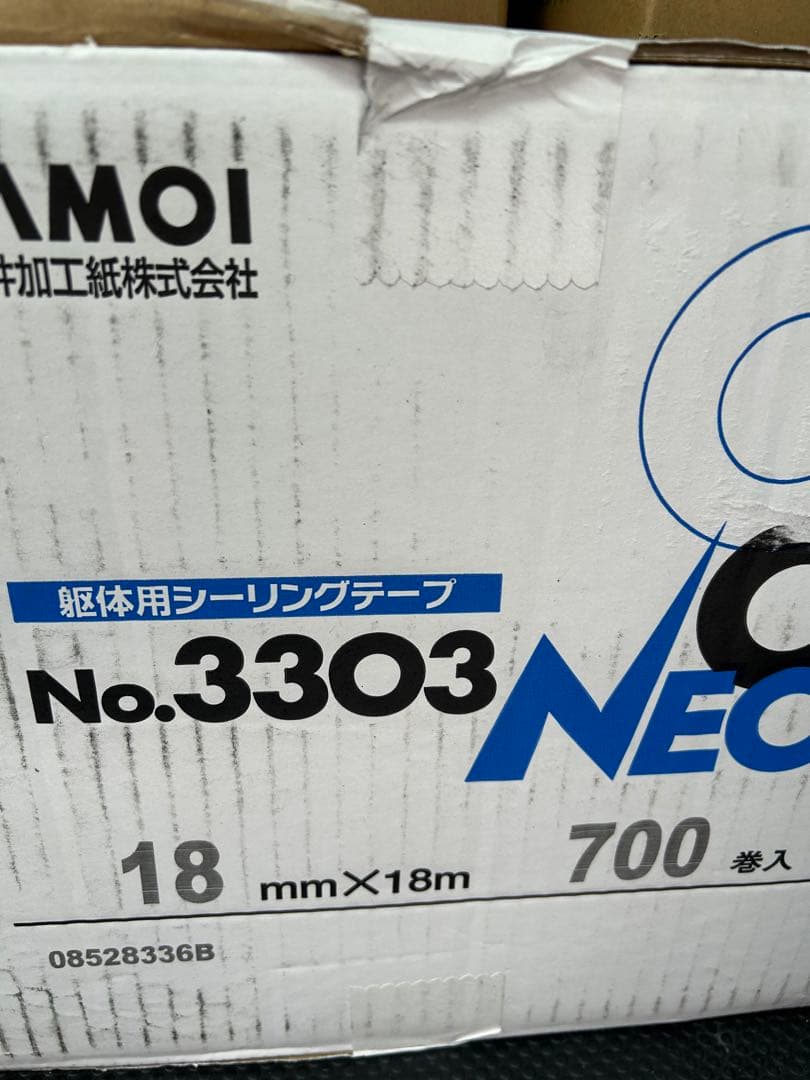 AMOI
井加工紙株式会社
躯体用シーリングテープ
No.3303
NEO
18 mm×18m 700 巻入
08528336B